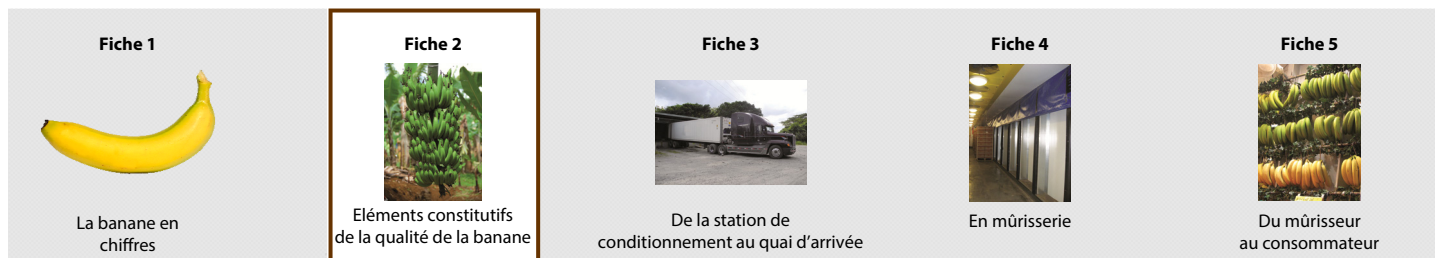 Fiche 1
La banane en
chiffres
Fiche 2
Eléments constitutifs
de la qualité de la banane
Fiche 3
De la station de
conditionnement au quai d'arrivée
Fiche 4
En mûrisserie
Fiche 5
Du mûrisseur
au consommateur